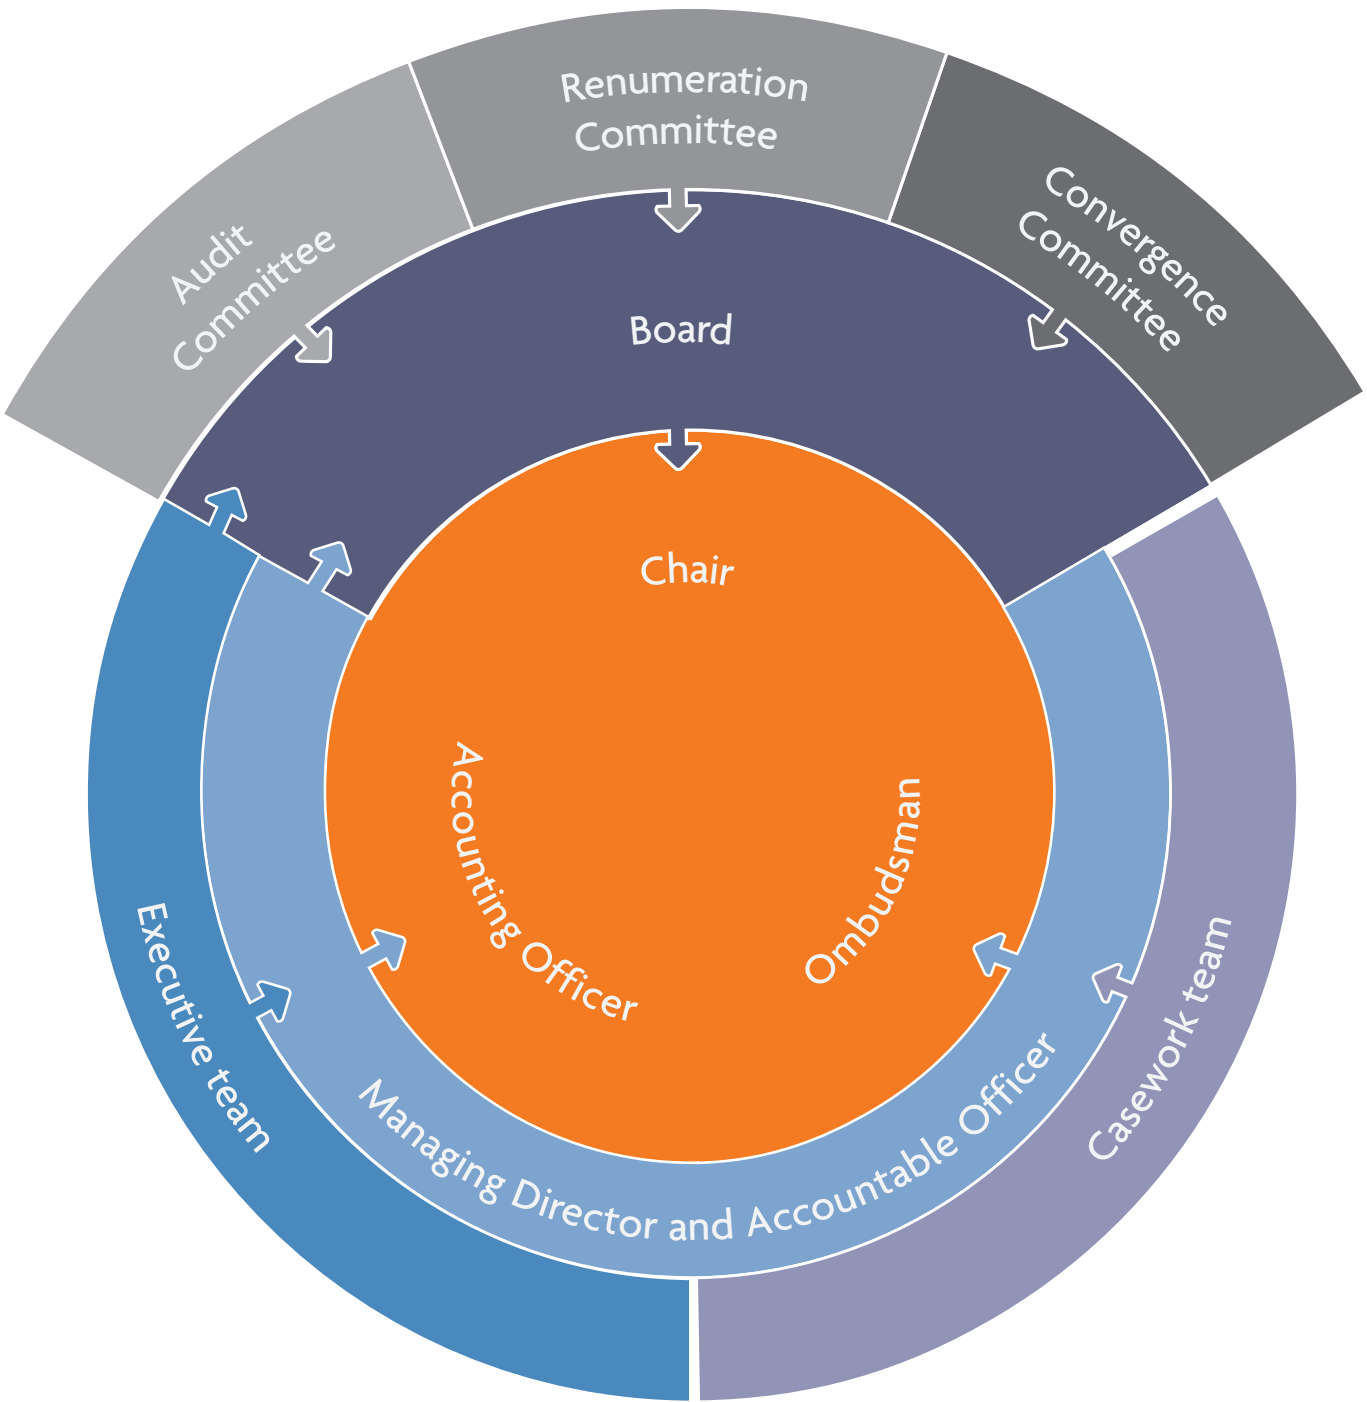 Renumeration
Committee
Audit
Committee
Convergence
Committee
Board
Chair
Accounting Officer
Ombudsman
Executive team
Managing Director and Accountable Officer
Casework team